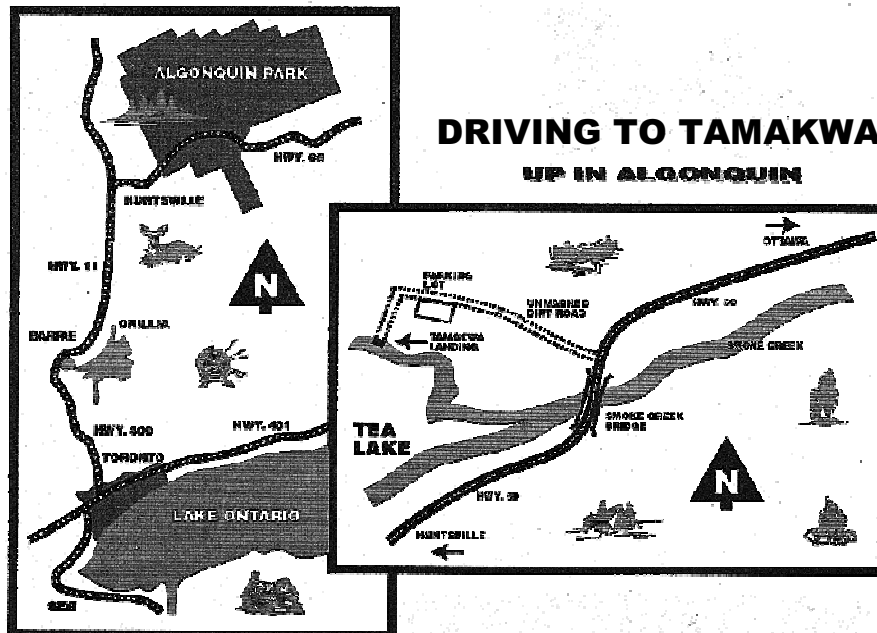 ALGONQUIN PARK
HWY. 60
HUNTSVILLE
HWY. 11
ORILLIA
BARRIE
HWY. 400
HWY. 401
TORONTO
LAKE ONTARIO
N
DRIVING TO TAMAKWA
UP IN ALGONQUIN
OTTAWA
PARKING
LOT
UNMARKED
DIRT ROAD
HWY. 60
TAMAKWA
LANDING
SMOKE CREEK
SMOKE CREEK
BRIDGE
TEA
LAKE
HWY. 60
N
HUNTSVILLE